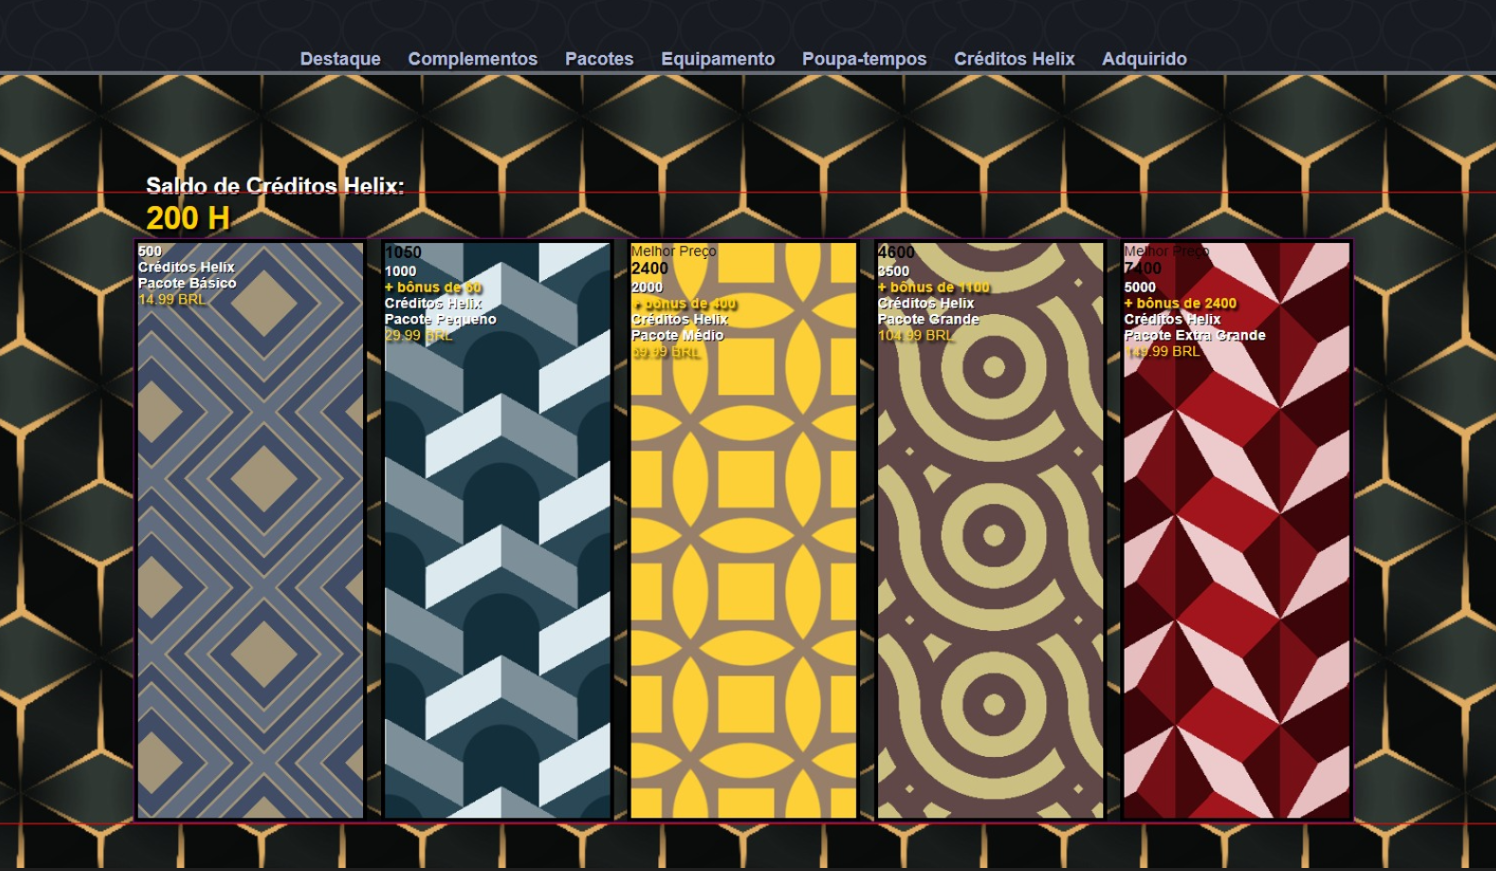 Destaque Complementos Pacotes Equipamento Poupa-tempos Créditos Helix Adquirido
Saldo de Créditos Helix:
200 H
500
Créditos Helix
Pacote Básico
14.99 BRL
1050
1000
+ bônus de 50
Créditos Helix
Pacote Pequeno
29.99 BRL
Melhor Preço
2400
2000
+ bônus de 400
Créditos Helix
Pacote Médio
59.99 BRL
4600
3500
+ bônus de 1100
Créditos Helix
Pacote Grande
104.99 BRL
Melhor Preço
7400
5000
+ bônus de 2400
Créditos Helix
Pacote Extra Grande
149.99 BRL